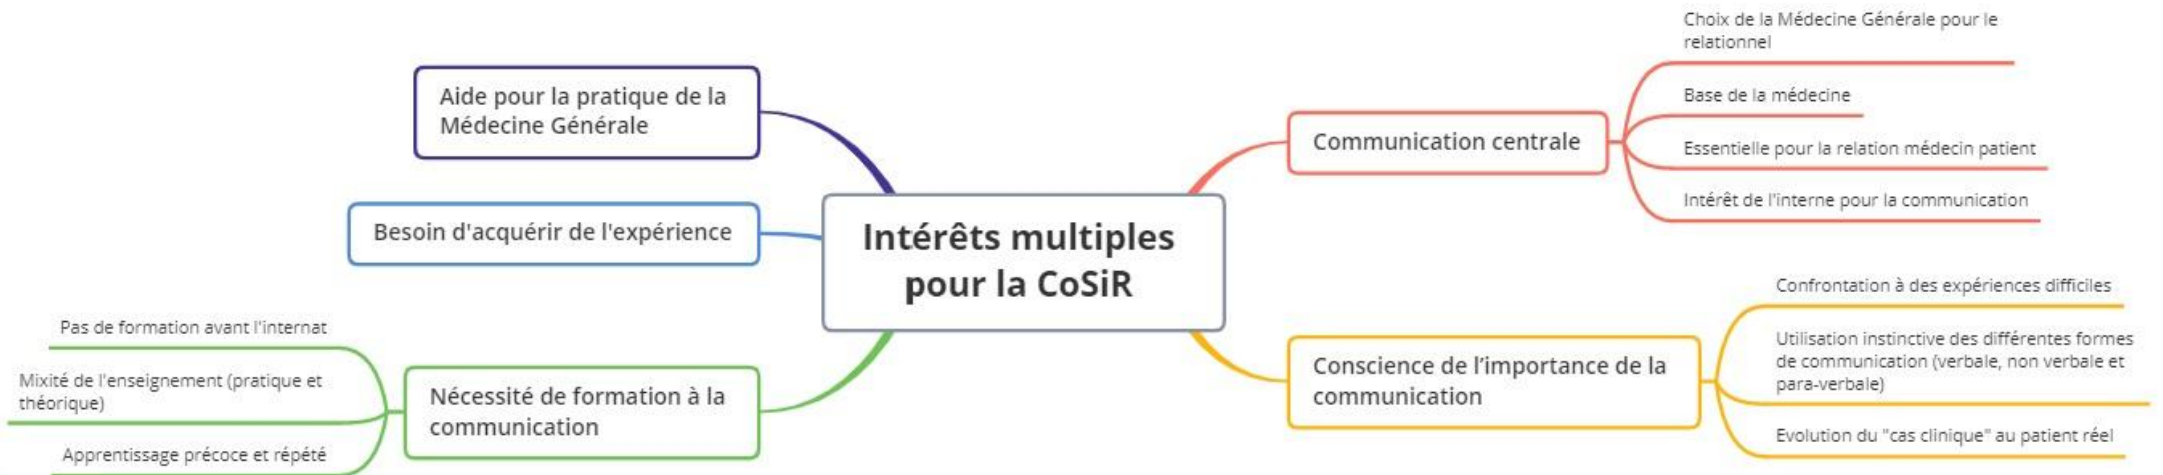 Intérêts multiples
pour la CoSiR
Communication centrale
Choix de la Médecine Générale pour le
relationnel
Base de la médecine
Essentielle pour la relation médecin patient
Intérêt de l'interne pour la communication
Conscience de l’importance de la
communication
Confrontation à des expériences difficiles
Utilisation instinctive des différentes formes
de communication (verbale, non verbale et
para-verbale)
Evolution du "cas clinique" au patient réel
Aide pour la pratique de la
Médecine Générale
Besoin d'acquérir de l'expérience
Nécessité de formation à la
communication
Pas de formation avant l'internat
Mixité de l'enseignement (pratique et
théorique)
Apprentissage précoce et répété